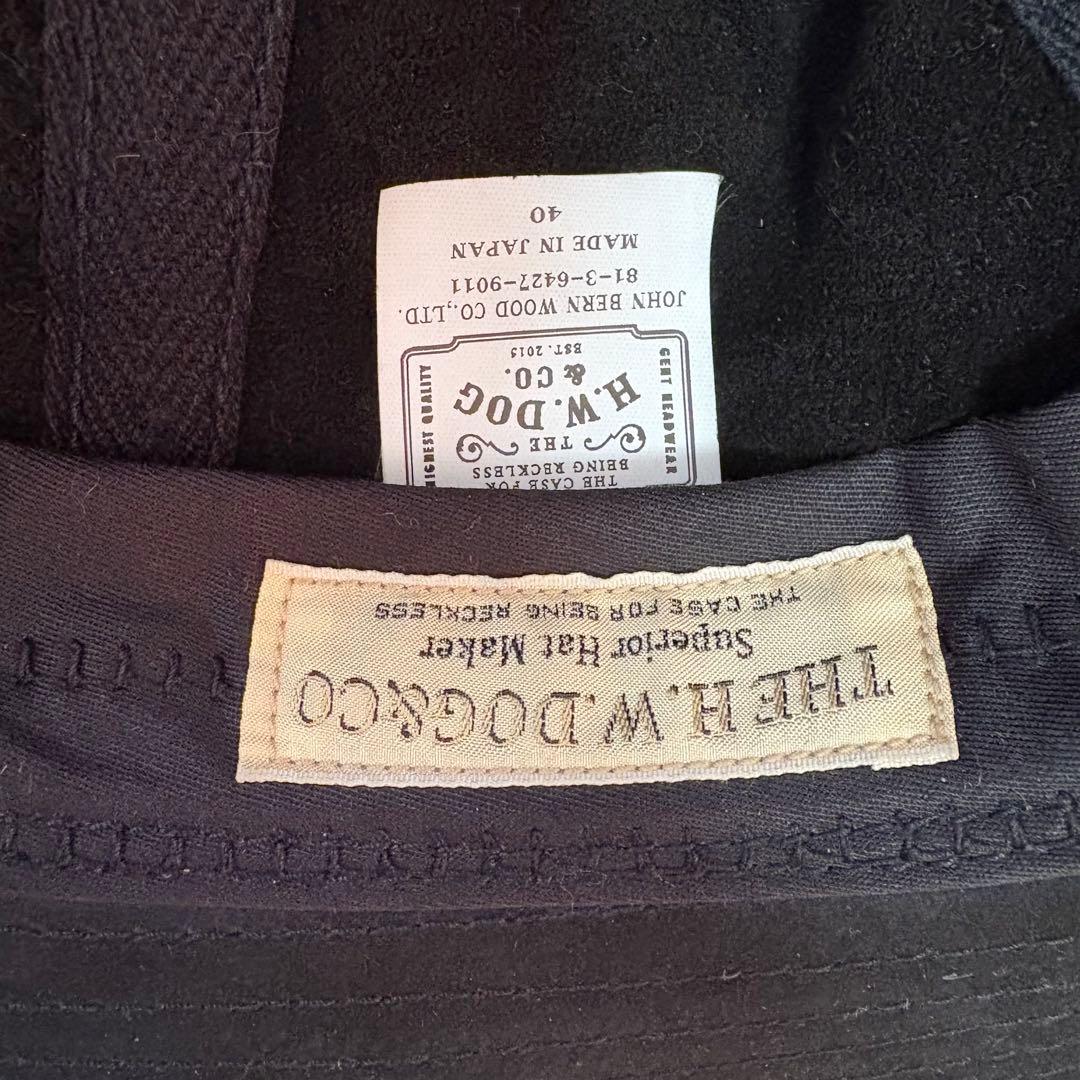 THE H.W.DOG&CO
Superior Hat Maker
THE CASE FOR BEING RECKLESS
THE CASE FOR
BEING RECKLESS
THE
H.W.DOG
& CO.
EST. 2015
GENT HEADWEAR
HIGHEST QUALITY
JOHN BERN WOOD CO.,LTD.
81-3-6427-9011
MADE IN JAPAN
40